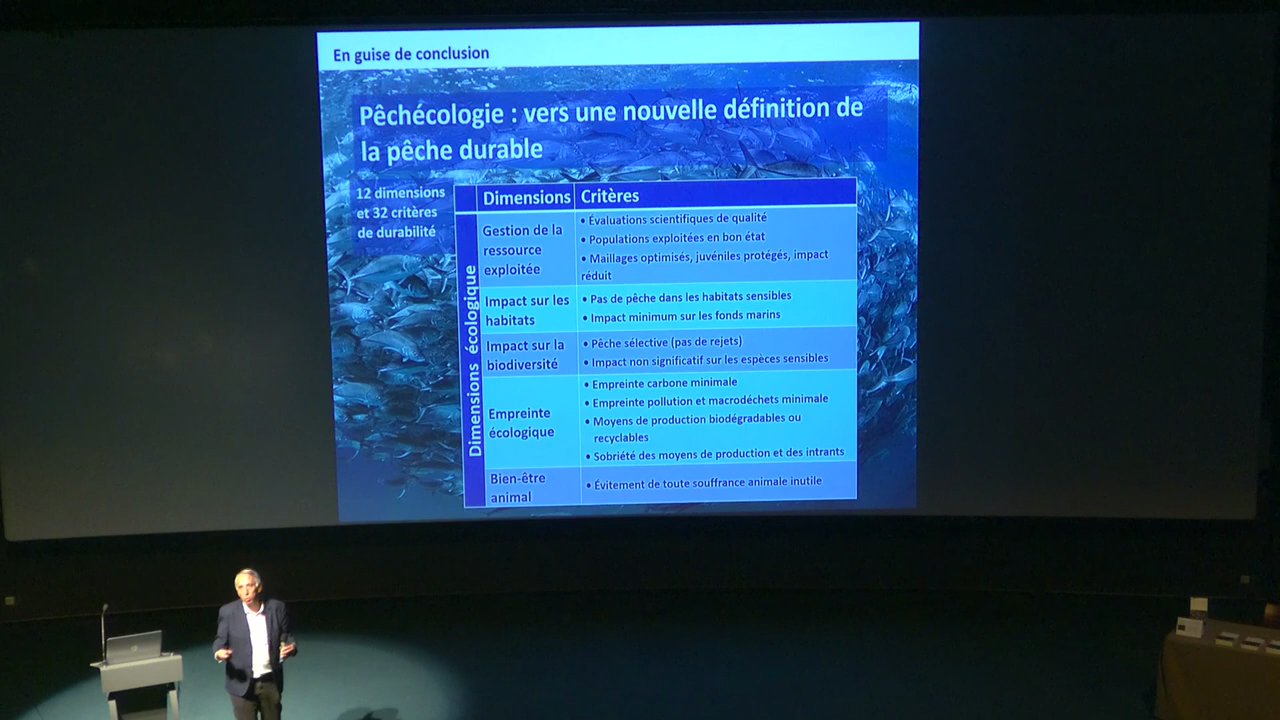 En guise de conclusion
Pêchécologie : vers une nouvelle définition de
la pêche durable
12 dimensions
et 32 critères
de durabilité
Dimensions
Critères
Dimensions écologique
Gestion de la
ressource
exploitée
• Évaluations scientifiques de qualité
• Populations exploitées en bon état
• Maillages optimisés, juvéniles protégés, impact
réduit
Impact sur les
habitats
• Pas de pêche dans les habitats sensibles
• Impact minimum sur les fonds marins
Impact sur la
biodiversité
• Pêche sélective (pas de rejets)
• Impact non significatif sur les espèces sensibles
Empreinte
écologique
• Empreinte carbone minimale
• Empreinte pollution et macrodéchets minimale
• Moyens de production biodégradables ou
recyclables
• Sobriété des moyens de production et des intrants
Bien-être
animal
• Évitement de toute souffrance animale inutile